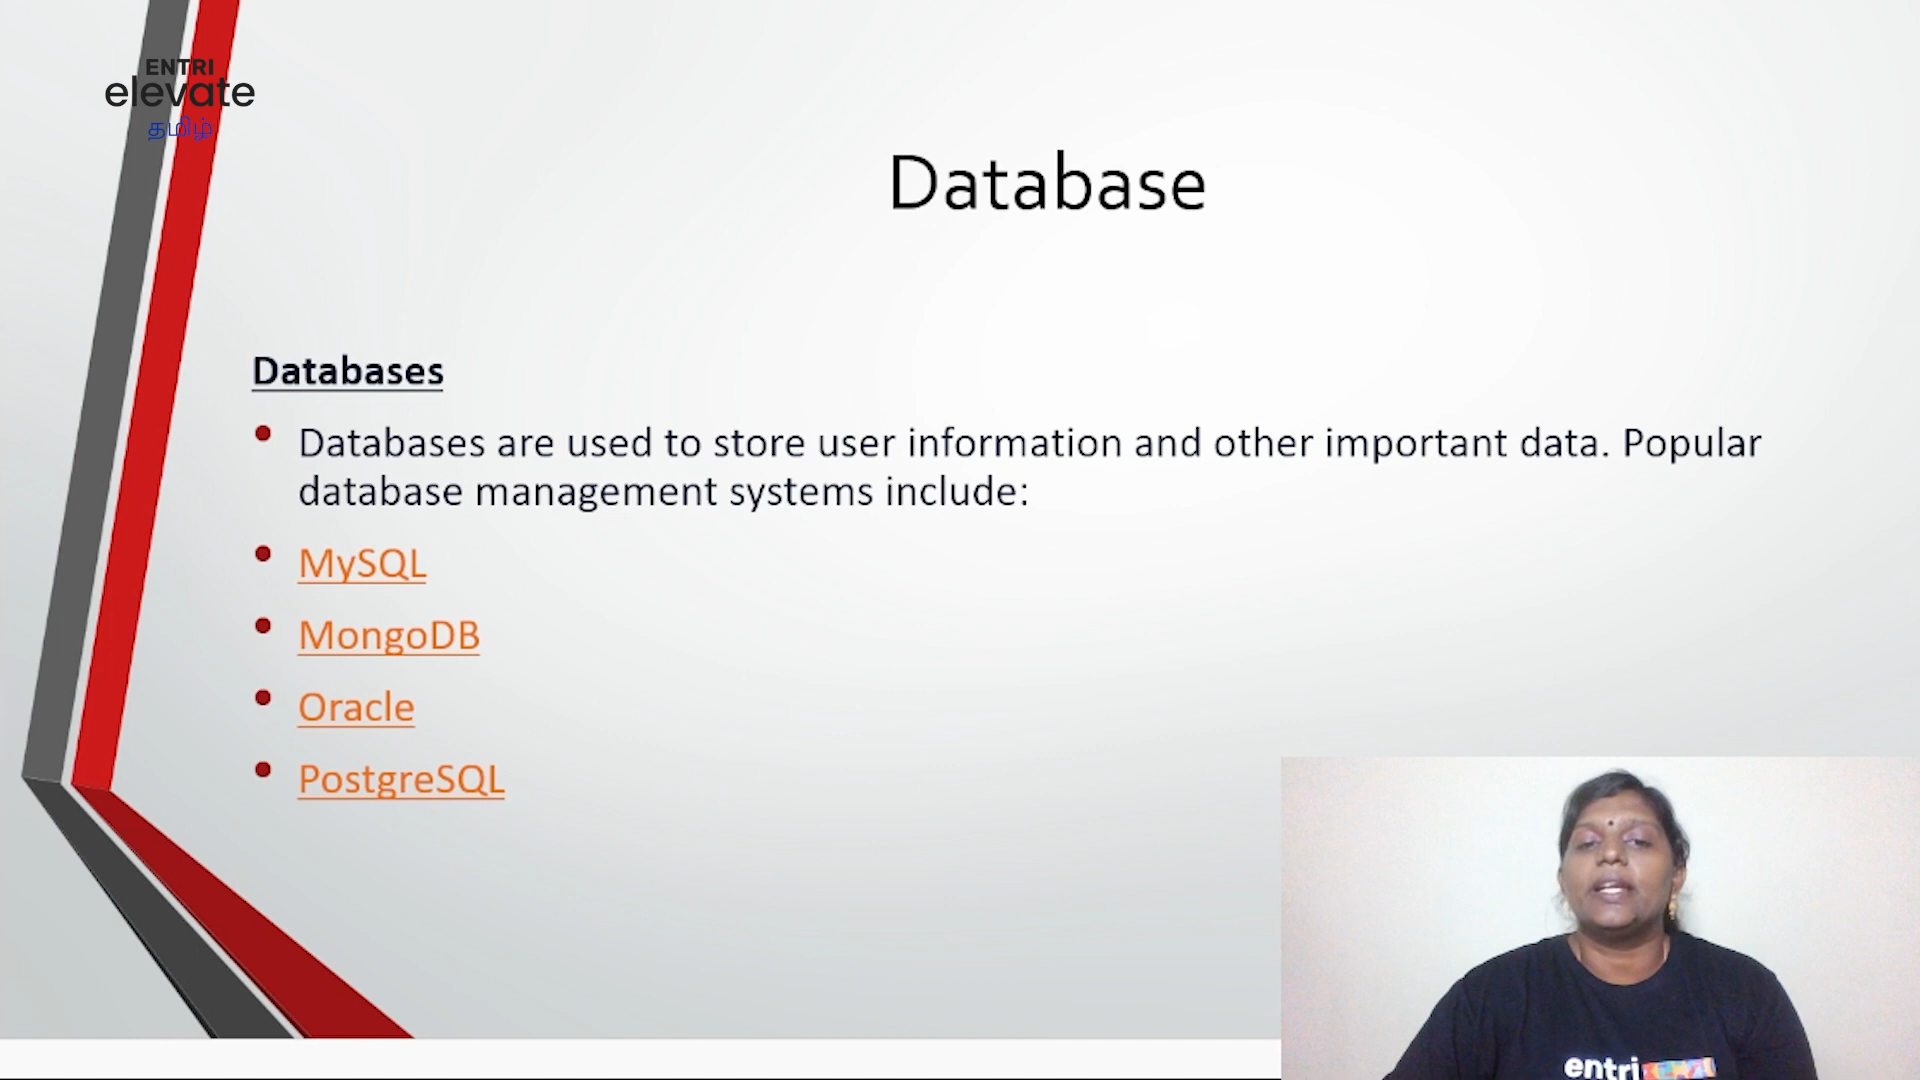 ENTRI
elevate
தமிழ்
Database
Databases
Databases are used to store user information and other important data. Popular
database management systems include:
MySQL
MongoDB
Oracle
PostgreSQL
entri